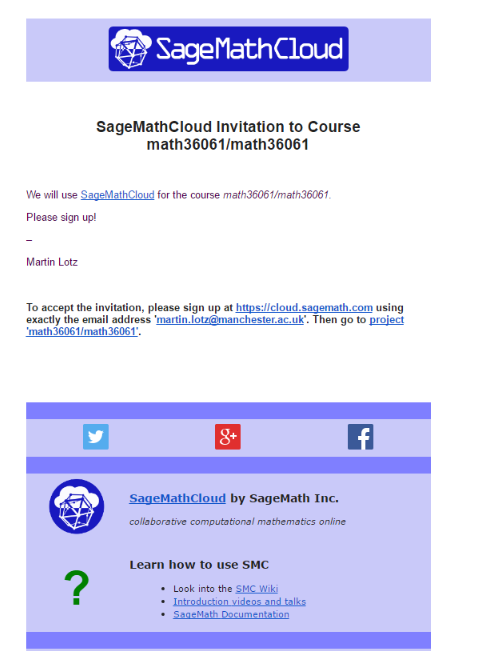 SageMathCloud
SageMathCloud Invitation to Course
math36061/math36061
We will use SageMathCloud for the course math36061/math36061.
Please sign up!
–
Martin Lotz
To accept the invitation, please sign up at https://cloud.sagemath.com using
exactly the email address 'martin.lotz@manchester.ac.uk'. Then go to project
'math36061/math36061'.
g+
f
SageMathCloud by SageMath Inc.
collaborative computational mathematics online
?
Learn how to use SMC
• Look into the SMC Wiki
• Introduction videos and talks
• SageMath Documentation